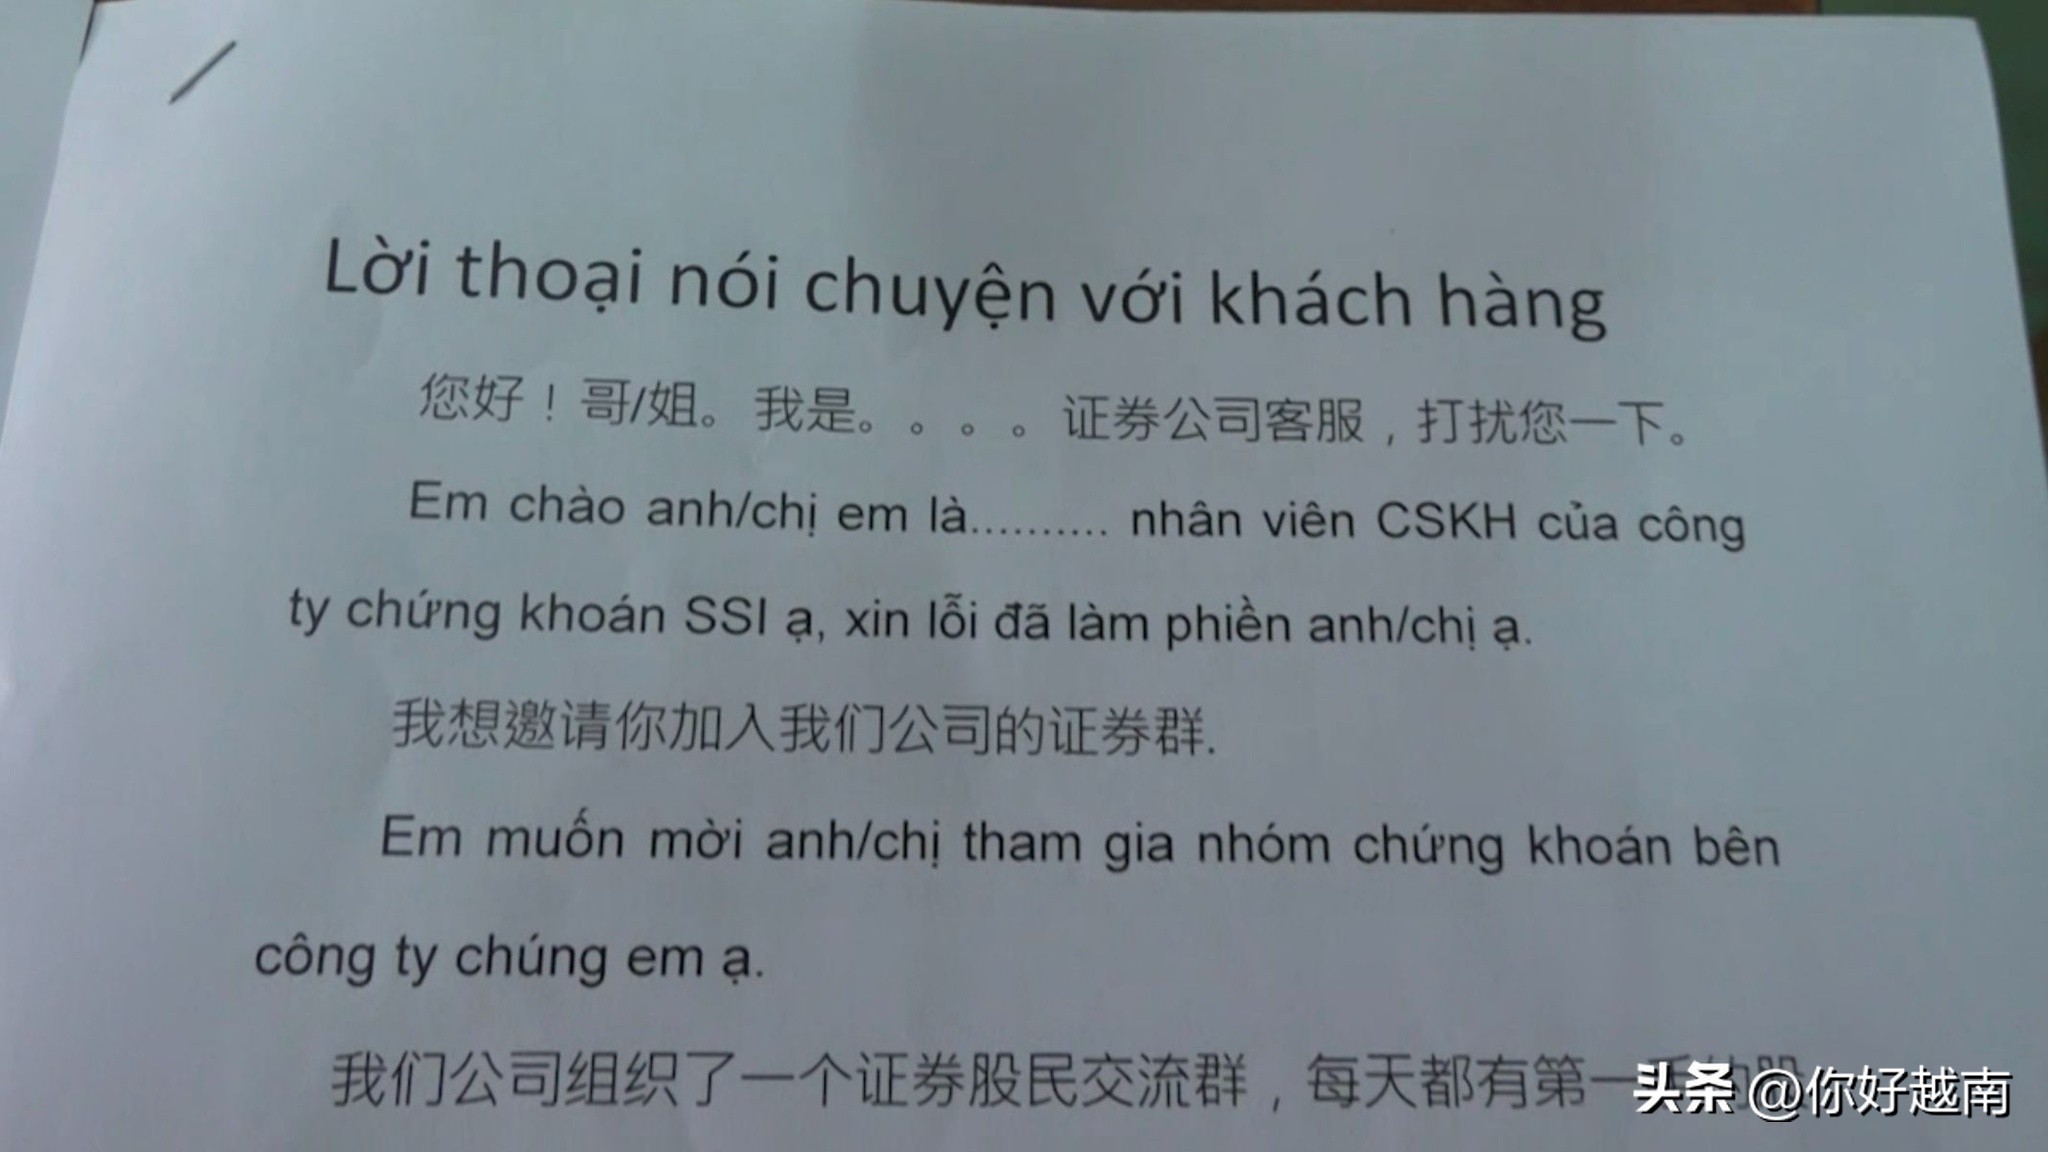 Lời thoại nói chuyện với khách hàng
您好！哥/姐。我是。。。。证券公司客服，打扰您一下。
Em chào anh/chị em là.......... nhân viên CSKH của công
ty chứng khoán SSI ạ, xin lỗi đã làm phiền anh/chị ạ.
我想邀请你加入我们公司的证券群.
Em muốn mời anh/chị tham gia nhóm chứng khoán bên
công ty chúng em ạ.
我们公司组织了一个证券股民交流群，每天都有第一
头条 @你好越南